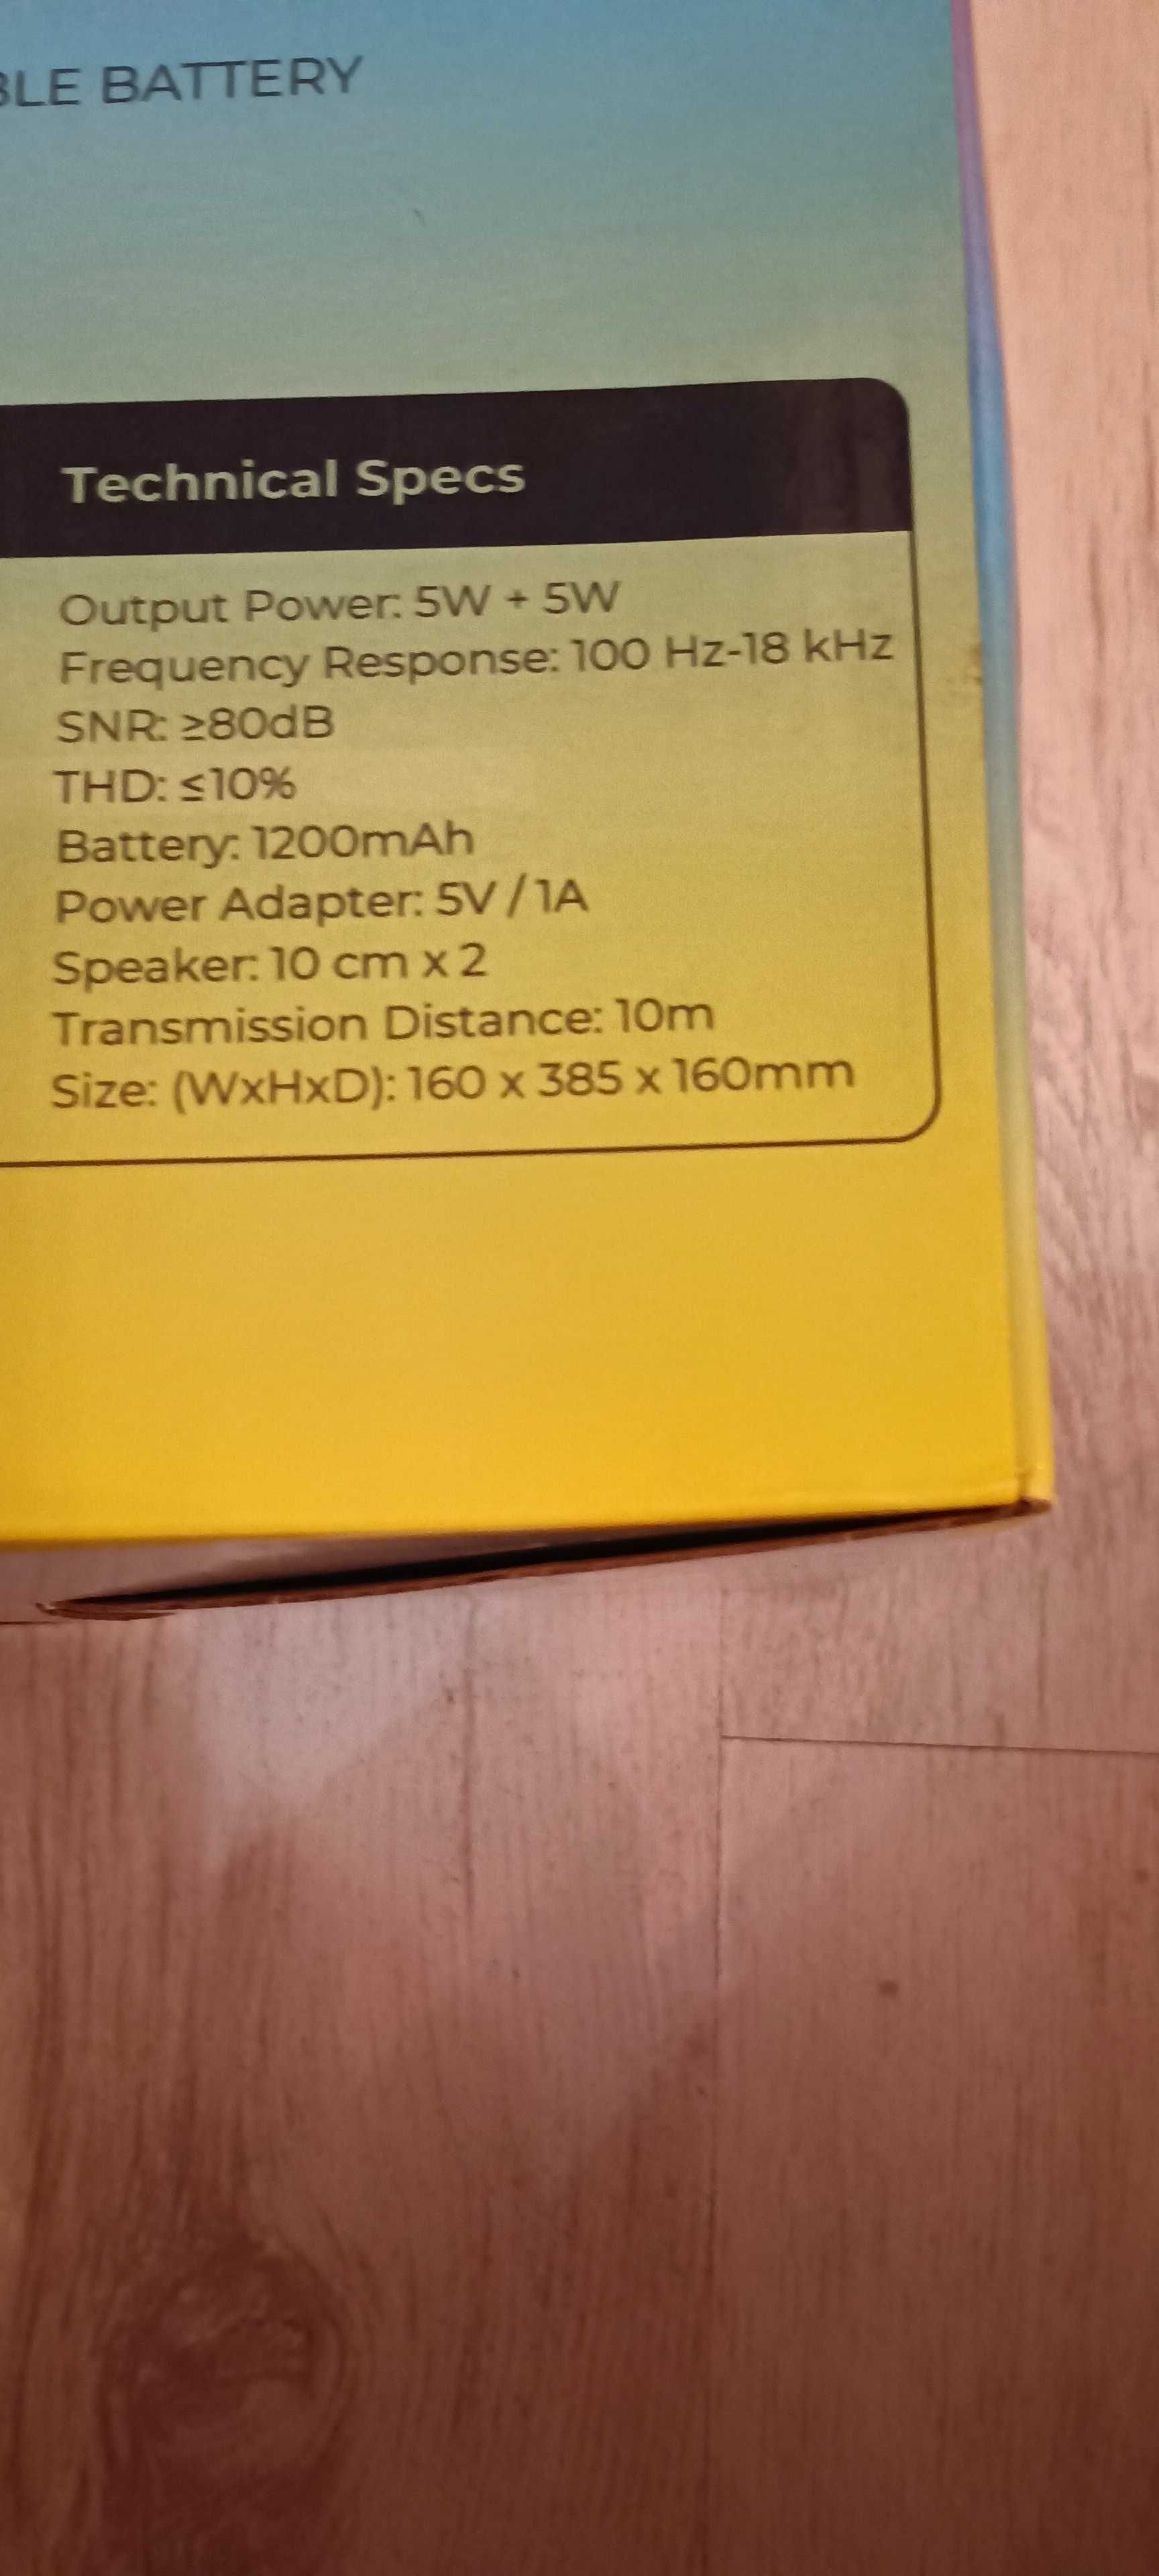 BLE BATTERY
Technical Specs
Output Power: 5W + 5W
Frequency Response: 100 Hz-18 kHz
SNR: ≥80dB
THD: ≤10%
Battery: 1200mAh
Power Adapter: 5V / 1A
Speaker: 10 cm x 2
Transmission Distance: 10m
Size: (WxHxD): 160 x 385 x 160mm